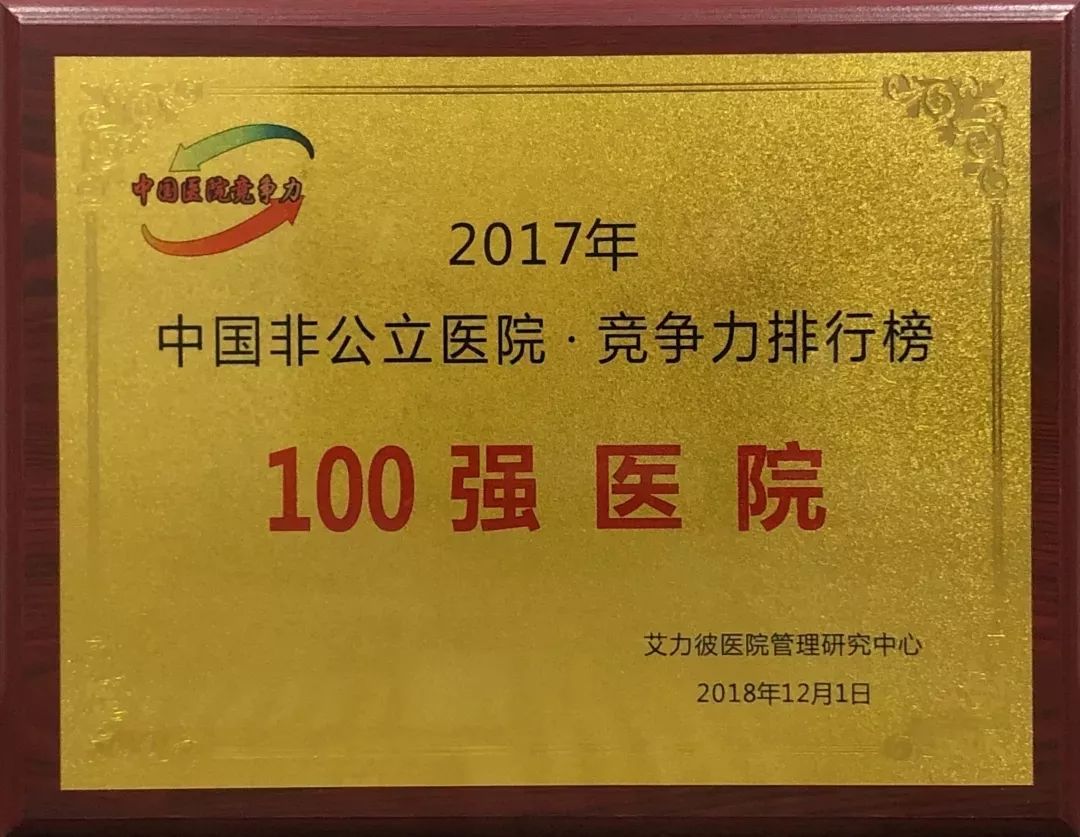 中国医院竞争力
2017年
中国非公立医院·竞争力排行榜
100强医院
艾力彼医院管理研究中心
2018年12月1日